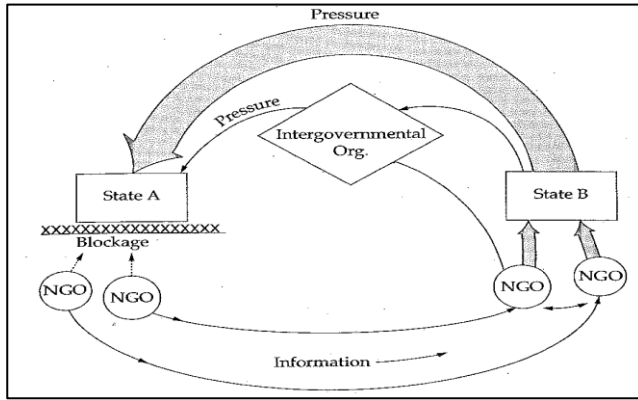 Pressure
Pressure
Intergovernmental
Org.
State A
State B
XXXXXXXXXXXXXXXXXXX
Blockage
NGO
NGO
NGO
NGO
Information